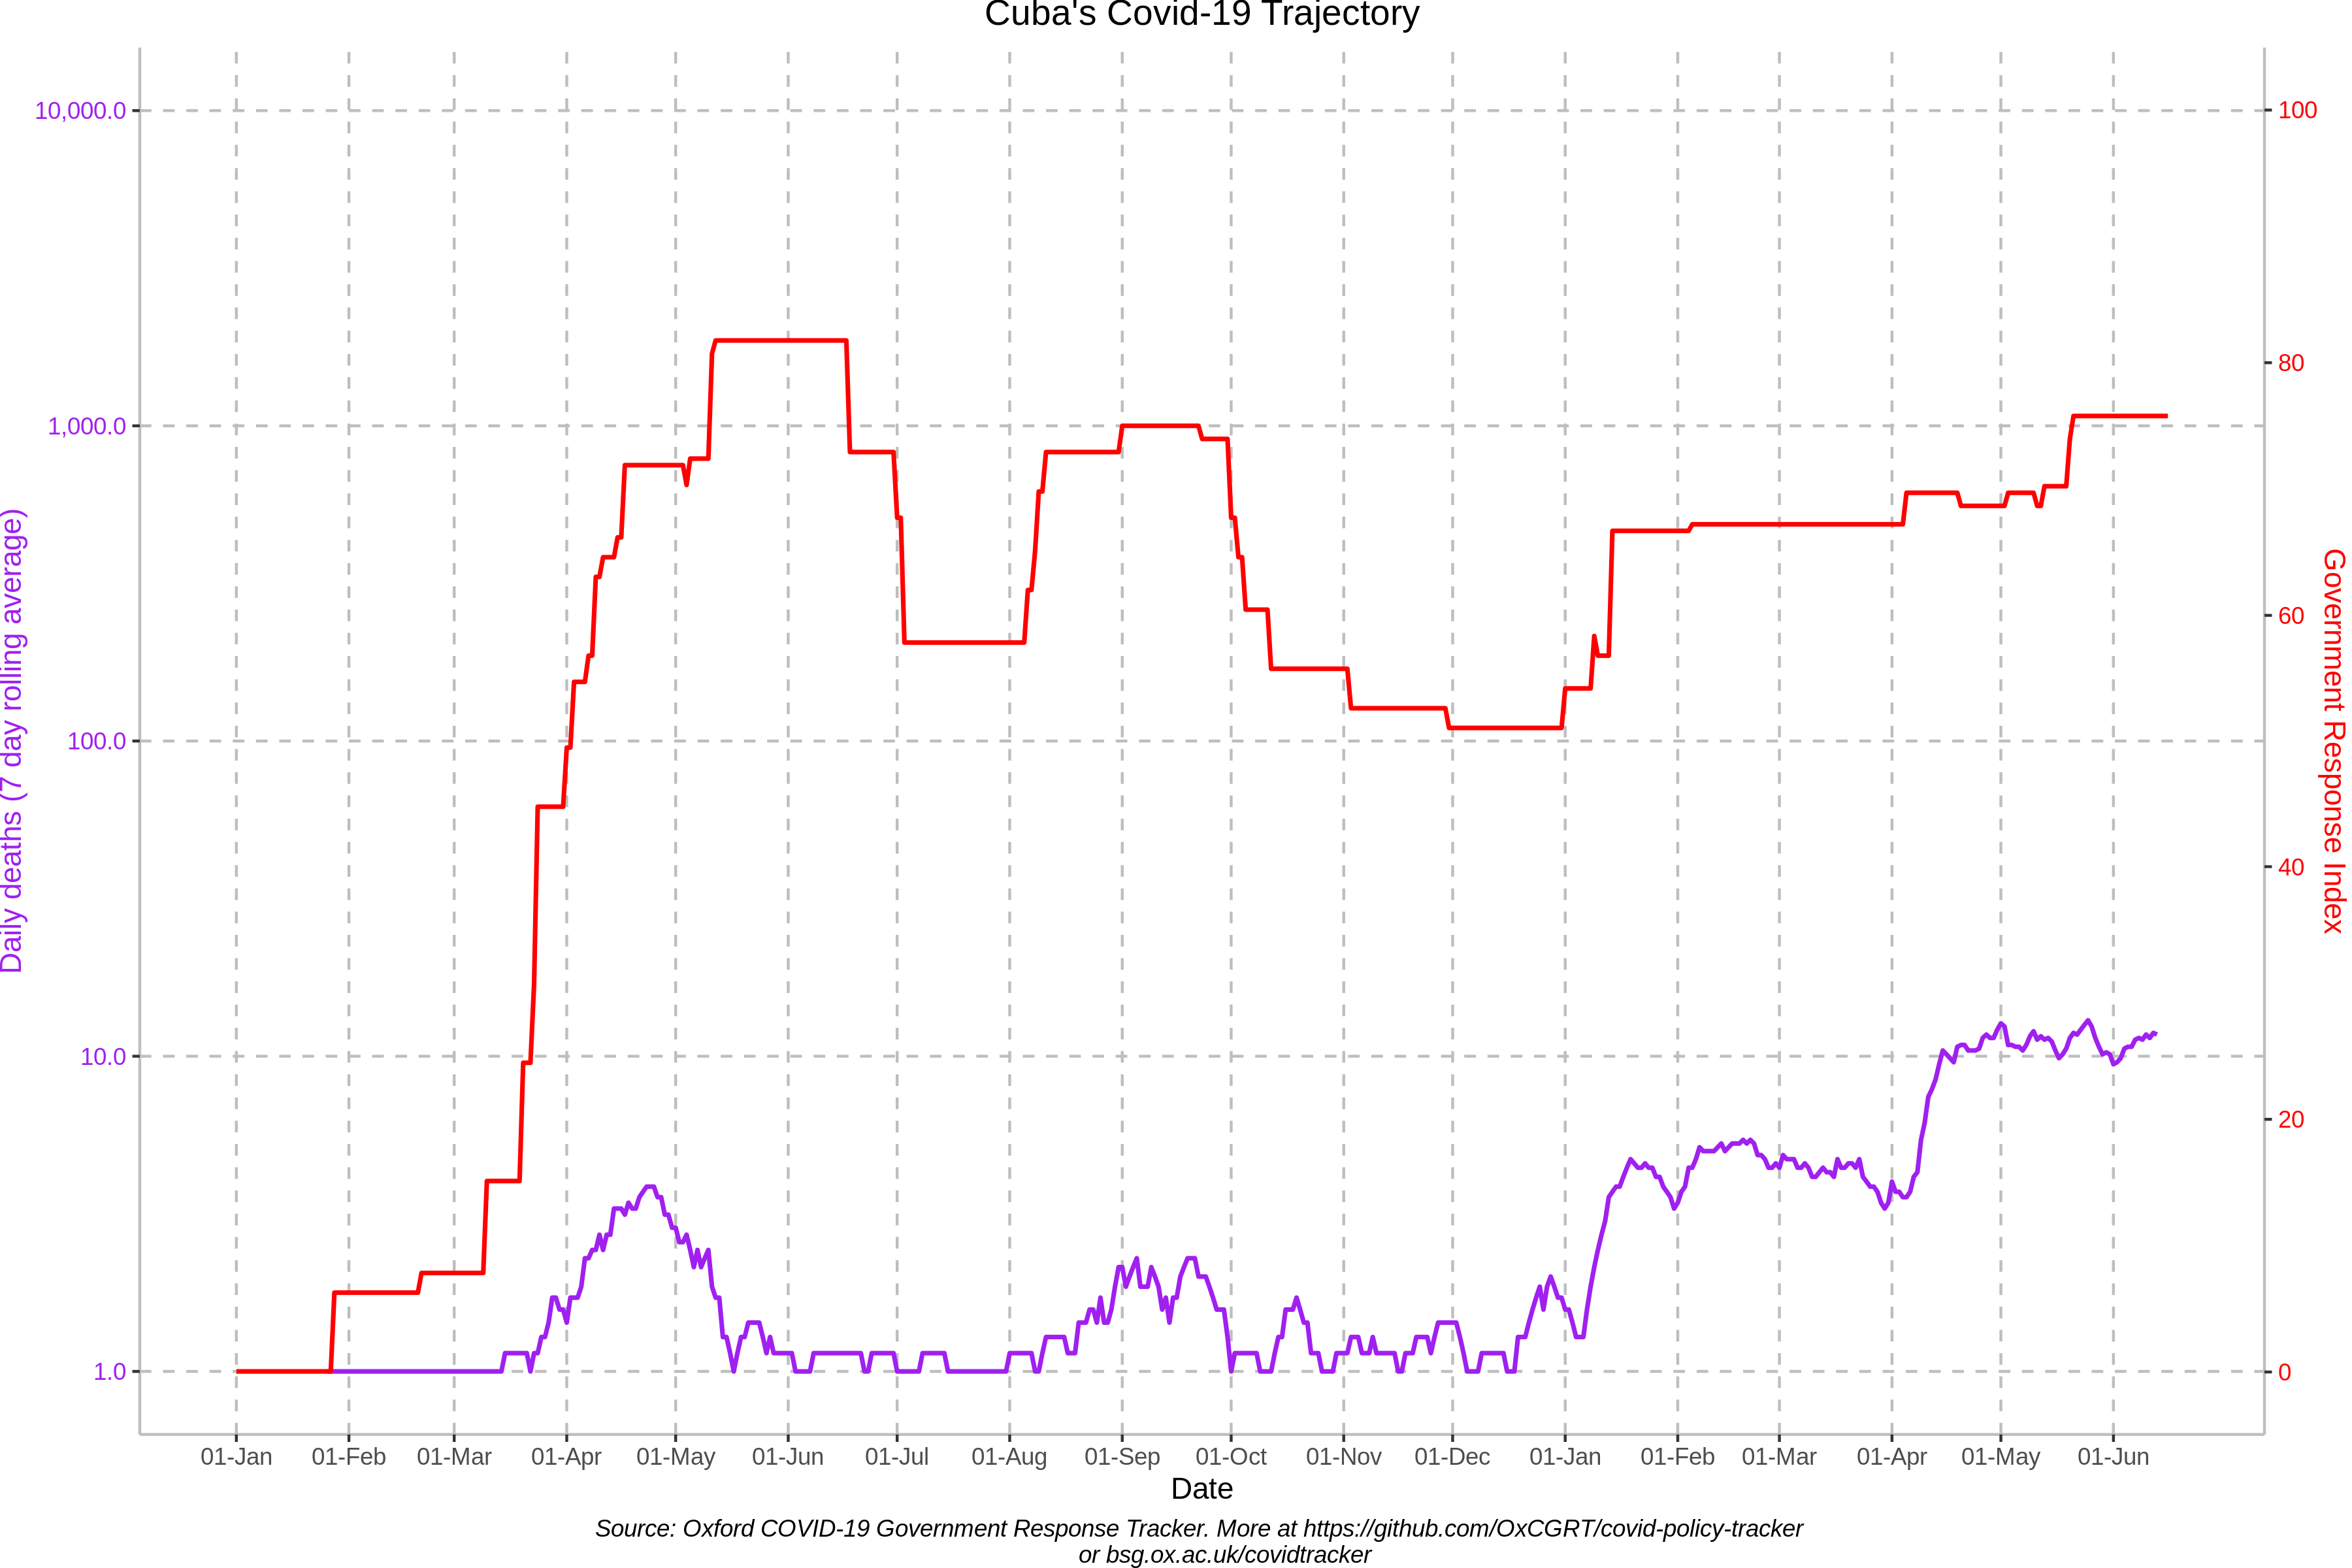 Cuba's Covid-19 Trajectory
10,000.0
1,000.0
100.0
10.0
1.0
Daily deaths (7 day rolling average)
100
80
60
40
20
0
Government Response Index
01-Jan 01-Feb 01-Mar 01-Apr 01-May 01-Jun 01-Jul 01-Aug 01-Sep 01-Oct 01-Nov 01-Dec 01-Jan 01-Feb 01-Mar 01-Apr 01-May 01-Jun
Date
Source: Oxford COVID-19 Government Response Tracker. More at https://github.com/OxCGRT/covid-policy-tracker
or bsg.ox.ac.uk/covidtracker